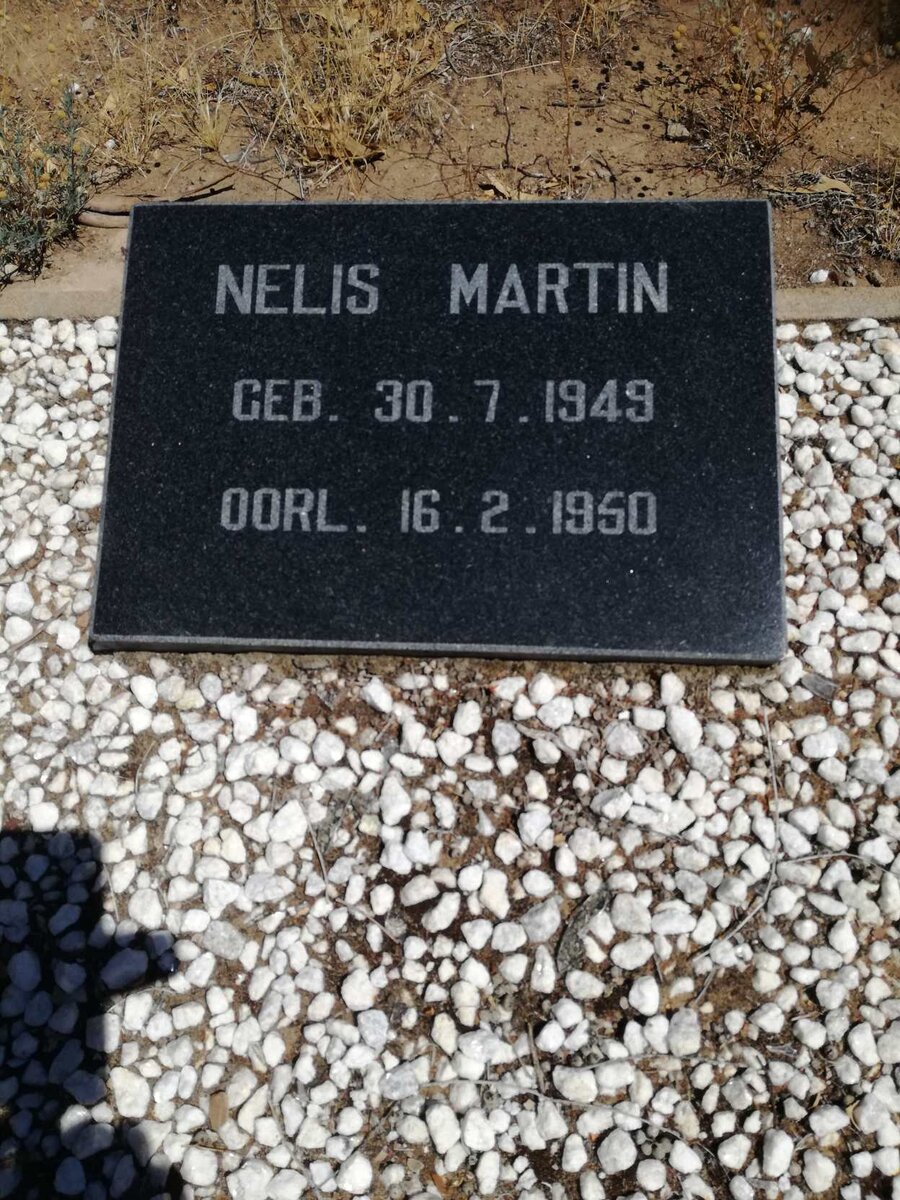 NELIS MARTIN
GEB. 30.7.1949
OORL. 16.2.1950